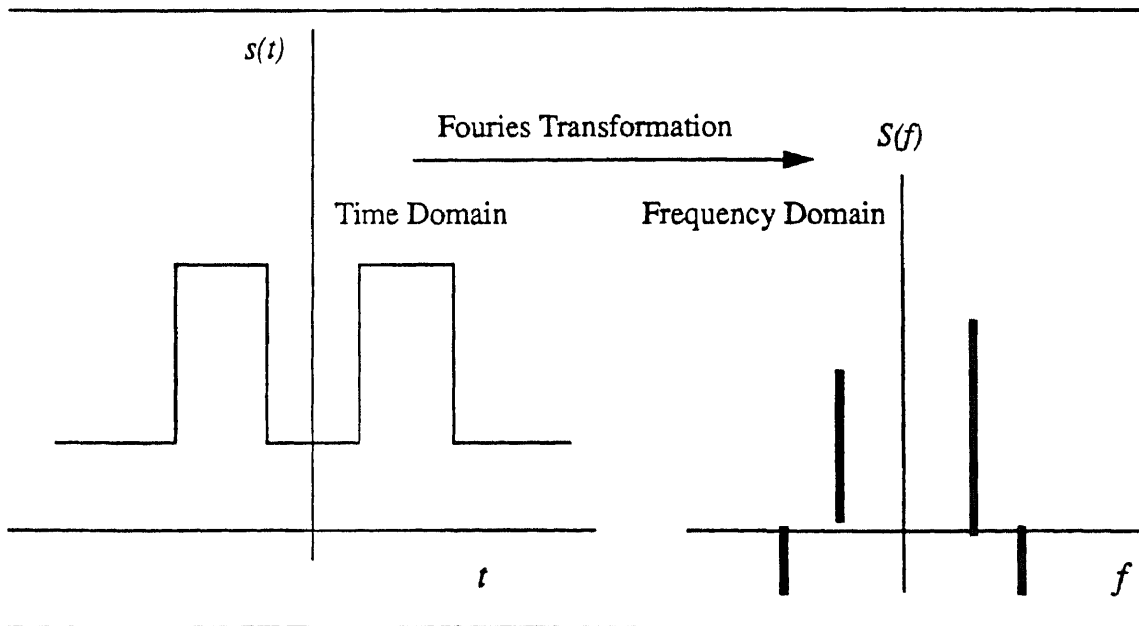 s(t)
Fouries Transformation
S(f)
Time Domain
Frequency Domain
t
f